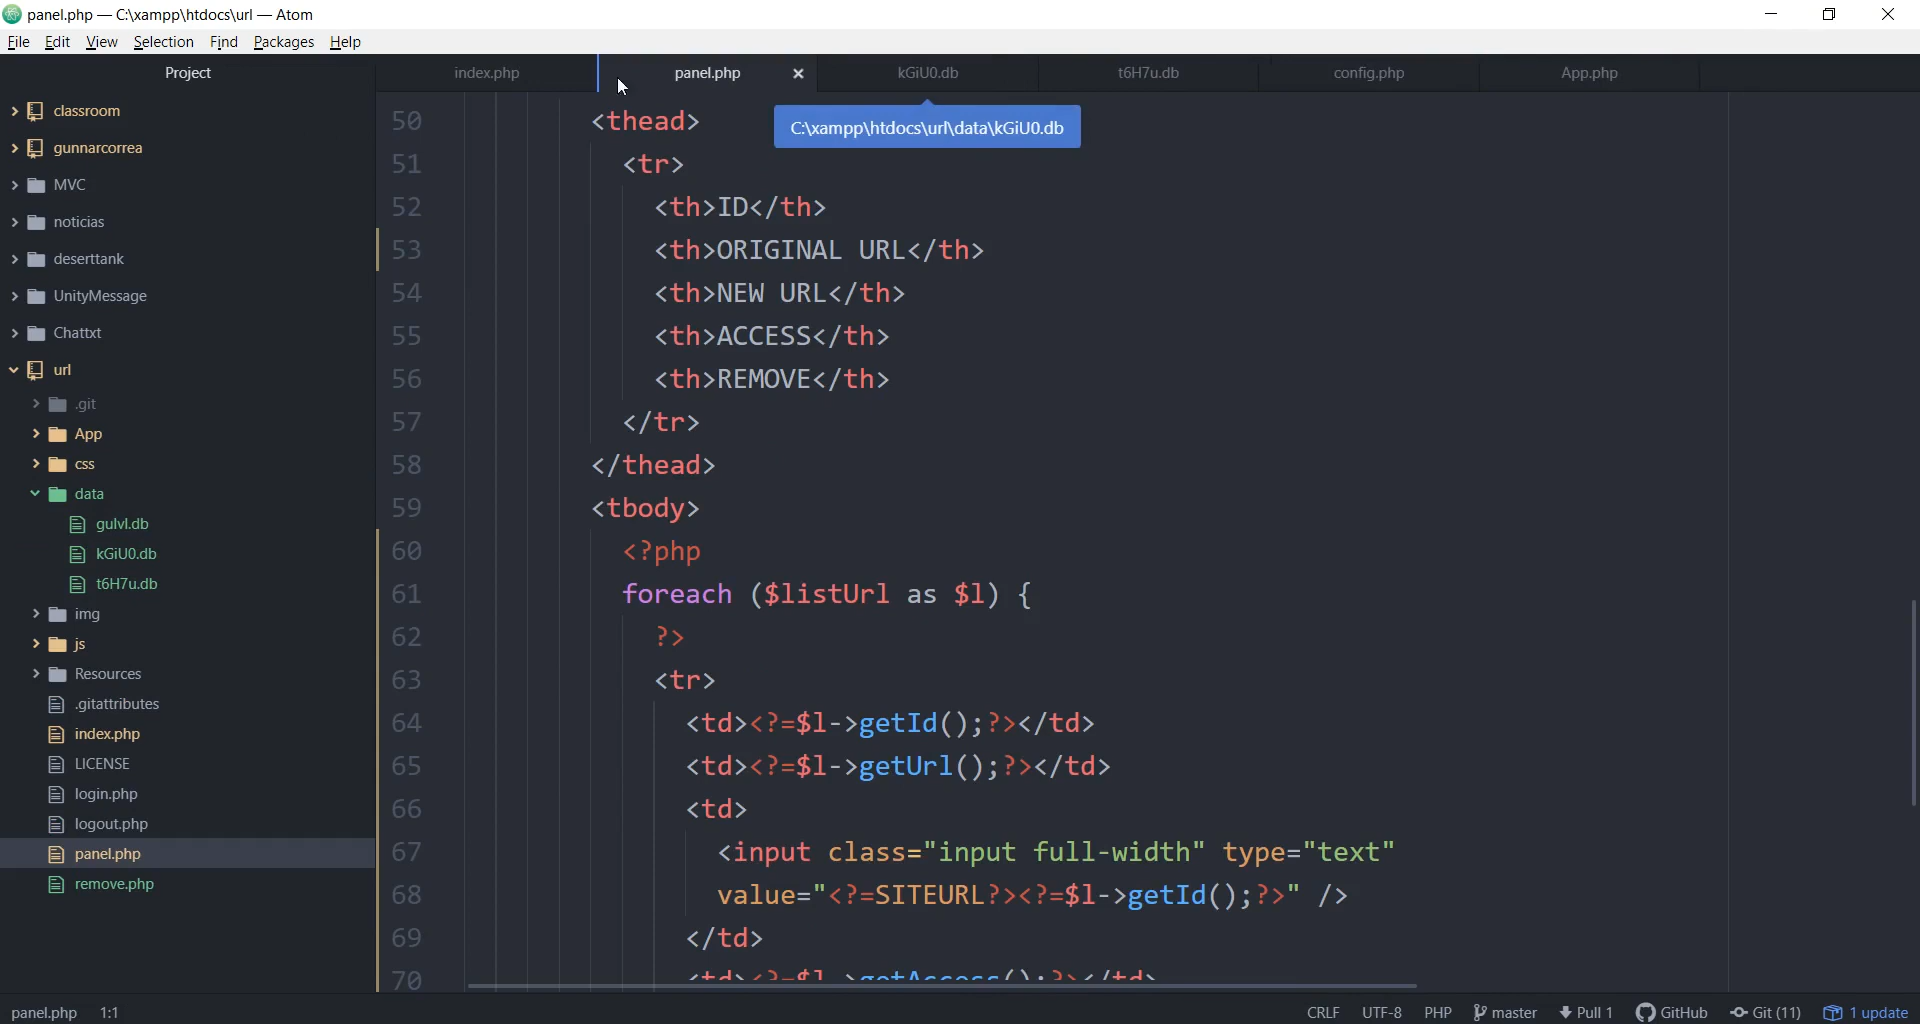 panel.php — C:\xampp\htdocs\url — Atom
File Edit View Selection Find Packages Help
Project
index.php panel.php kGiU0.db t6H7u.db config.php App.php
C:\xampp\htdocs\url\data\kGiU0.db
classroom
gunnarcorrea
MVC
noticias
deserttank
UnityMessage
Chattxt
url
.git
App
css
data
gulvl.db
kGiU0.db
t6H7u.db
img
js
Resources
.gitattributes
index.php
LICENSE
login.php
logout.php
panel.php
remove.php
50 <thead>
51 <tr>
52 <th>ID</th>
53 <th>ORIGINAL URL</th>
54 <th>NEW URL</th>
55 <th>ACCESS</th>
56 <th>REMOVE</th>
57 </tr>
58 </thead>
59 <tbody>
60 <?php
61 foreach ($listUrl as $l) {
62 ?>
63 <tr>
64 <td><?=$l->getId();?></td>
65 <td><?=$l->getUrl();?></td>
66 <td>
67 <input class="input full-width" type="text"
68 value="<?=SITEURL?><?=$l->getId();?>" />
69 </td>
70 <td><?=$l->getAccess();?></td>
panel.php 1:1 CRLF UTF-8 PHP master Pull 1 GitHub Git (11) 1 update